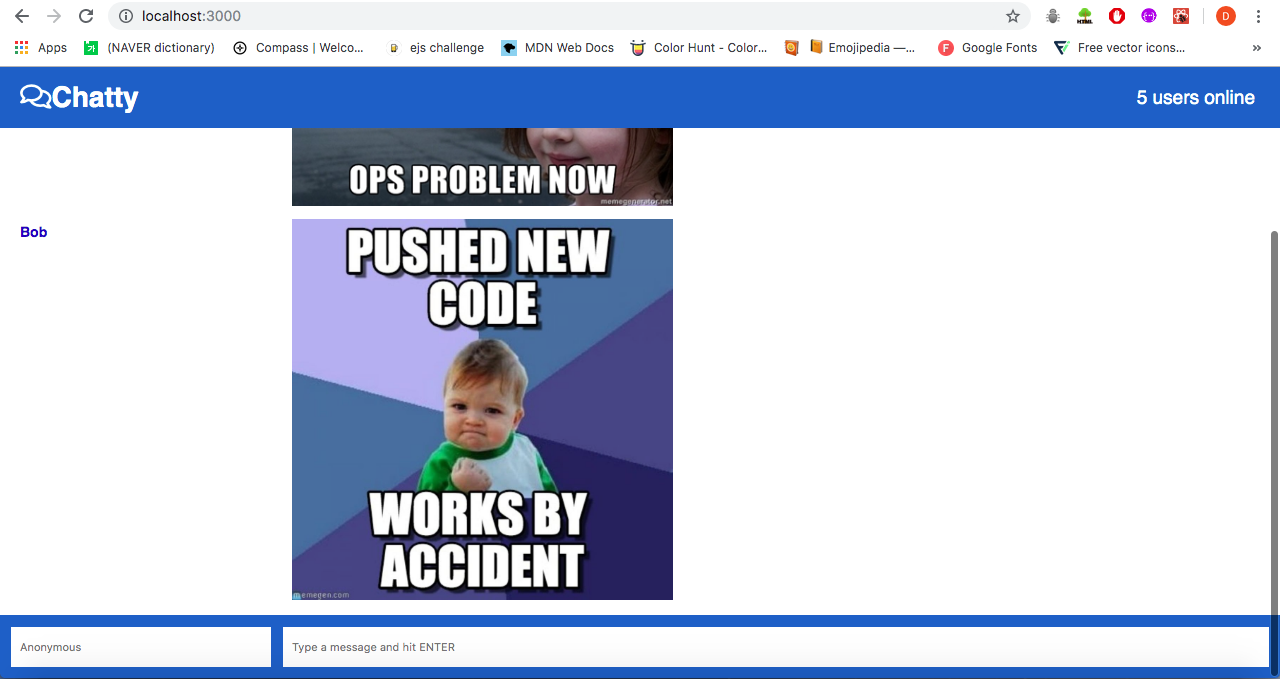 localhost:3000
D
Apps
(NAVER dictionary)
Compass | Welco...
ejs challenge
MDN Web Docs
Color Hunt - Color...
Emojipedia —...
F
Google Fonts
Free vector icons...
»
Chatty
5 users online
OPS PROBLEM NOW
memegenerator.net
Bob
PUSHED NEW
CODE
WORKS BY
ACCIDENT
memegen.com
Anonymous
Type a message and hit ENTER